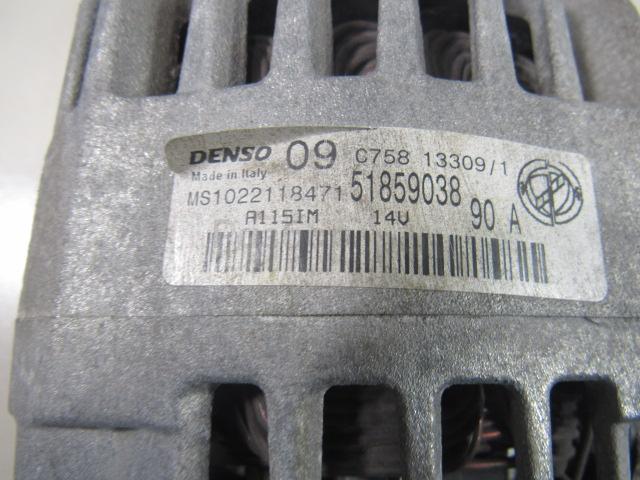 DENSO 09 C758 13309/1
Made in Italy
MS1022118471 51859038
A115IM 14V 90 A